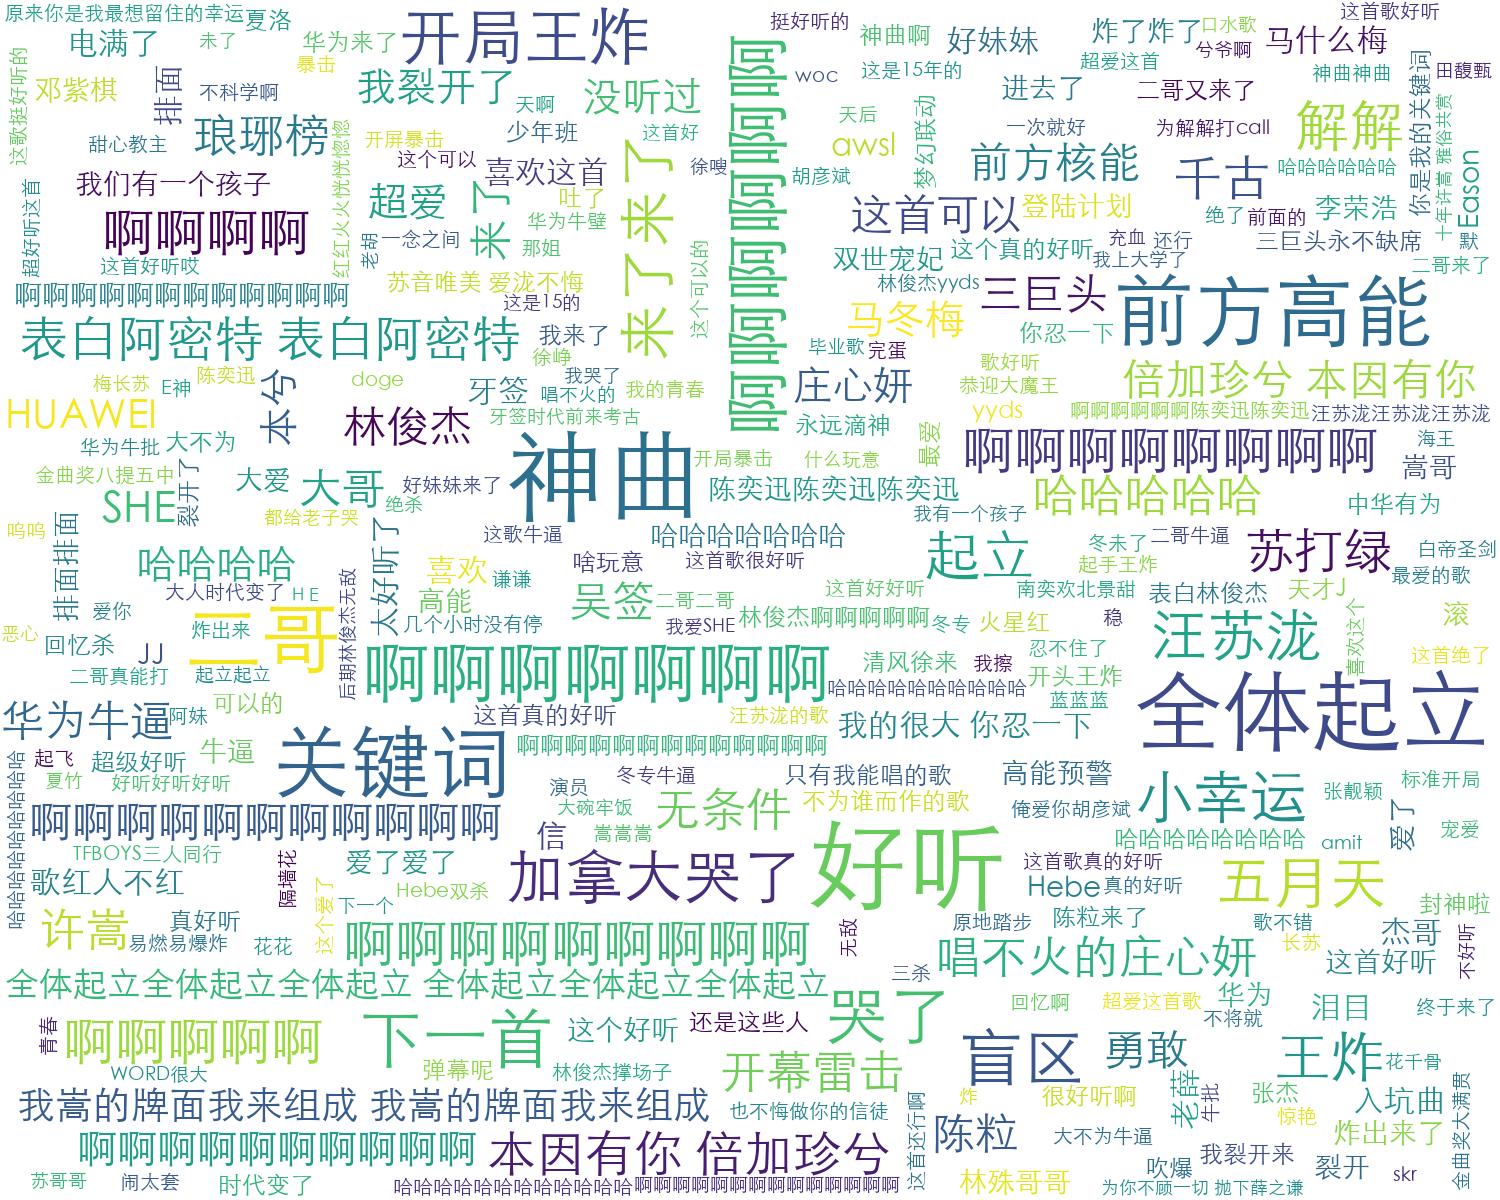 原来你是我最想留住的幸运
夏洛
电满了
未了
华为来了
暴击
开局王炸
挺好听的
神曲啊
好妹妹
炸了炸了
口水歌
这首歌好听
兮爷啊
马什么梅
超爱这首
这歌挺好听的
邓紫棋
排面
不科学啊
我裂开了
天啊
没听过
啊啊啊啊啊啊啊
woc
这是15年的
进去了
二哥又来了
神曲神曲
你是我的关键词
田馥甄
甜心教主
琅琊榜
红红火火恍恍惚惚
开屏暴击
少年班
这首好
天后
awsl
梦幻联动
一次就好
为解解打call
解解
雅俗共赏
十年许嵩
Eason
超好听这首
我们有一个孩子
这个可以
喜欢这首
来了来了
徐嗖
胡彦斌
前方核能
千古
哈哈哈哈哈哈
啊啊啊啊
超爱
来了
吐了
华为牛璧
这首可以
登陆计划
绝了
前面的
李荣浩
老胡
一念之间
那姐
双世宠妃
这个真的好听
充血
还行
三巨头永不缺席
默
这首好听哎
苏音唯美 爱泷不悔
这个可以的
我上大学了
二哥来了
啊啊啊啊啊啊啊啊啊啊啊啊
这是15的
林俊杰yyds
三巨头
前方高能
表白阿密特 表白阿密特
我来了
马冬梅
你忍一下
徐峥
毕业歌
完蛋
梅长苏
陈奕迅
E神
本兮
doge
牙签
我哭了
唱不火的
我的青春
庄心妍
歌好听
恭迎大魔王
倍加珍兮 本因有你
HUAWEI
林俊杰
牙签时代前来考古
永远滴神
最爱
yyds
啊啊啊啊啊啊陈奕迅陈奕迅
汪苏泷汪苏泷汪苏泷
华为牛批
大不为
神曲
啊啊啊啊啊啊啊啊
海王
金曲奖八提五中
裂开了
大爱
大哥
好妹妹来了
开局暴击
什么玩意
嵩哥
SHE
都给老子哭
绝杀
陈奕迅陈奕迅陈奕迅
哈哈哈哈哈
中华有为
呜呜
排面排面
太好听了
这歌牛逼
哈哈哈哈哈哈哈
我有一个孩子
起立
冬未了
二哥牛逼
苏打绿
白帝圣剑
哈哈哈哈
喜欢
啥玩意
这首歌很好听
起手王炸
最爱的歌
大人时代变了
H E
后期林俊杰无敌
谦谦
高能
吴签
二哥二哥
这首好好听
南奕欢北景甜
表白林俊杰
天才J
爱你
二哥
几个小时没有停
我爱SHE
林俊杰啊啊啊啊啊
冬专
火星红
稳
汪苏泷
喜欢这个
滚
恶心
回忆杀
炸出来
JJ
啊啊啊啊啊啊啊
清风徐来
我擦
忍不住了
这首绝了
二哥真能打
起立起立
哈哈哈哈哈哈哈哈哈哈
开头王炸
全体起立
华为牛逼
阿妹
可以的
这首真的好听
汪苏泷的歌
我的很大 你忍一下
蓝蓝蓝
哈哈哈哈哈哈哈哈哈
起飞
超级好听
牛逼
关键词
啊啊啊啊啊啊啊啊啊啊啊啊啊
夏竹
好听好听好听
冬专牛逼
只有我能唱的歌
高能预警
小幸运
张靓颖
标准开局
啊啊啊啊啊啊啊啊啊啊啊
演员
大碗牢饭
无条件
不为谁而作的歌
俺爱你胡彦斌
爱了
宠爱
信
嵩嵩嵩
哈哈哈哈哈哈哈哈
amit
TFBOYS三人同行
隔墙花
爱了爱了
加拿大哭了
好听
这首歌真的好听
歌红人不红
这个爱了
Hebe双杀
Hebe
真的好听
五月天
封神啦
许嵩
真好听
下一个
无敌
原地踏步
陈粒来了
歌不错
杰哥
不好听
易燃易爆炸
花花
啊啊啊啊啊啊啊啊啊
唱不火的庄心妍
长苏
这首好听
全体起立全体起立全体起立 全体起立全体起立全体起立
三杀
回忆啊
超爱这首歌
华为
泪目
终于来了
青春
啊啊啊啊啊
下一首
这个好听
还是这些人
哭了
不将就
盲区
勇敢
王炸
花千骨
WORD很大
弹幕呢
林俊杰撑场子
开幕雷击
炸
很好听啊
老薛
牛批
张杰
惊艳
入坑曲
金曲奖大满贯
我嵩的牌面我来组成 我嵩的牌面我来组成
也不悔做你的信徒
这首还行啊
陈粒
大不为牛逼
炸出来了
啊啊啊啊啊啊啊啊啊啊
本因有你 倍加珍兮
我裂开来
吹爆
裂开
skr
苏哥哥
闹太套
时代变了
哈哈哈哈哈哈哈哈哈哈哈哈
啊啊啊啊啊啊啊啊啊啊啊啊啊
林殊哥哥
为你不顾一切 抛下薛之谦